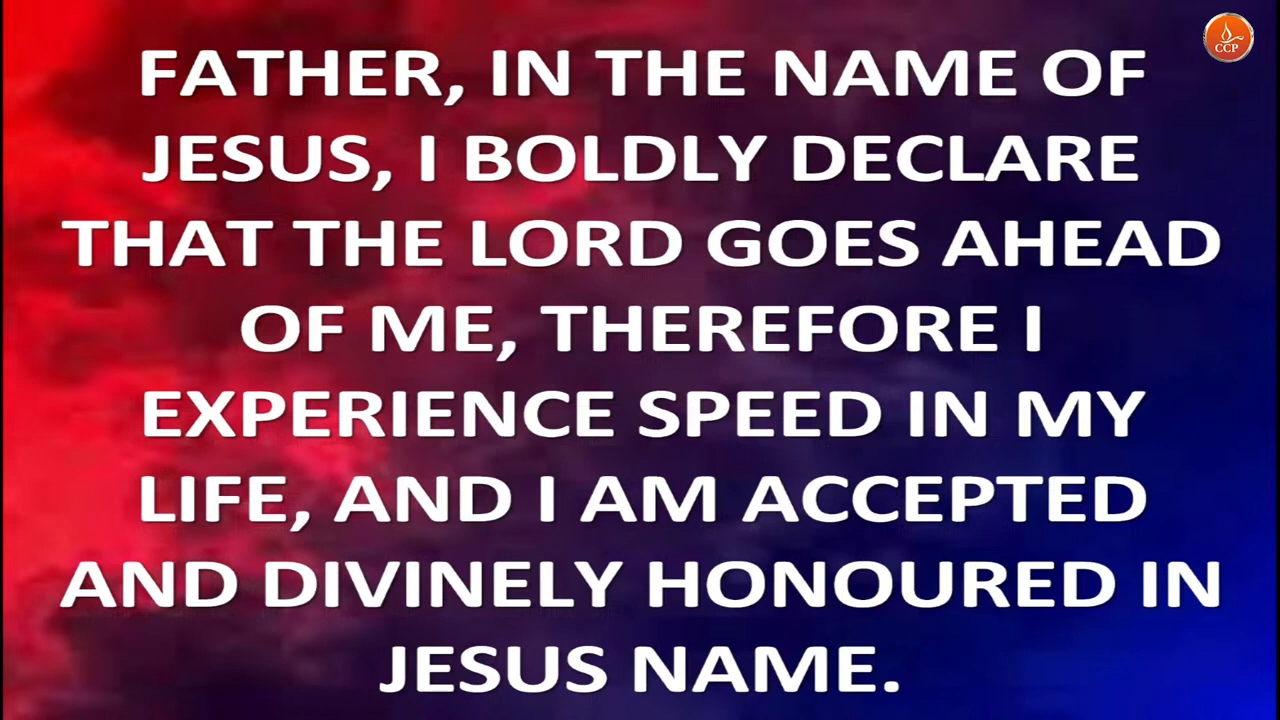 CCP
FATHER, IN THE NAME OF
JESUS, I BOLDLY DECLARE
THAT THE LORD GOES AHEAD
OF ME, THEREFORE I
EXPERIENCE SPEED IN MY
LIFE, AND I AM ACCEPTED
AND DIVINELY HONOURED IN
JESUS NAME.